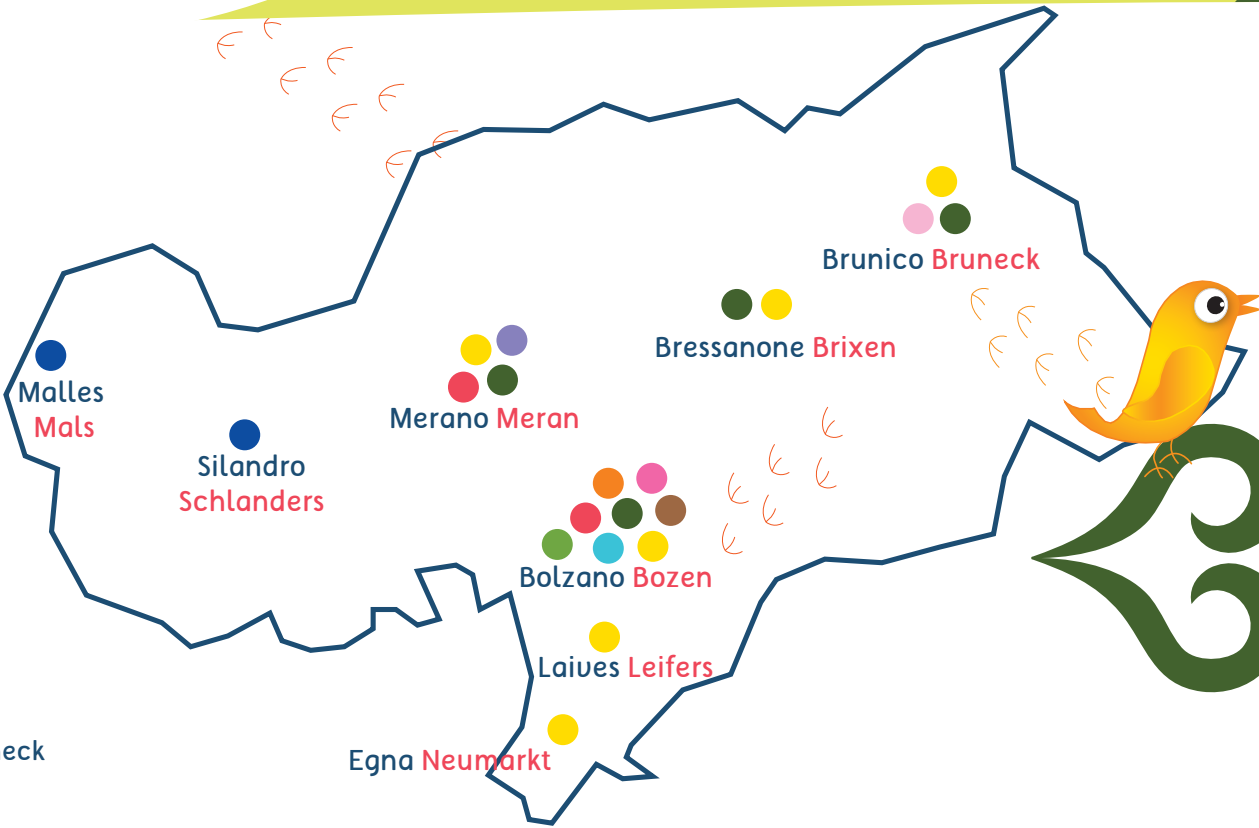 Brunico Bruneck
Bressanone Brixen
Malles
Mals
Merano Meran
Silandro
Schlanders
Bolzano Bozen
Laives Leifers
Egna Neumarkt
eck